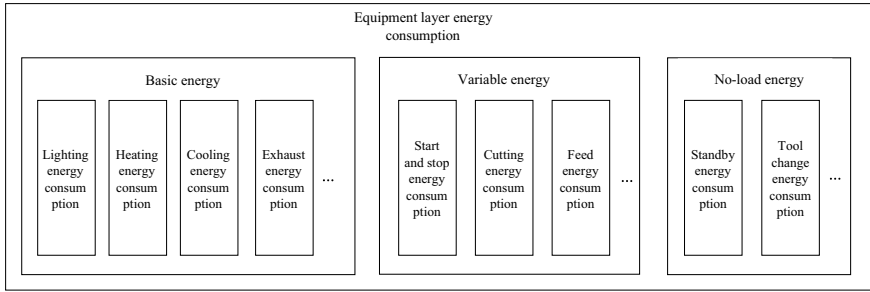 Equipment layer energy
consumption
Basic energy
Lighting
energy
consum
ption
Heating
energy
consum
ption
Cooling
energy
consum
ption
Exhaust
energy
consum
ption
...
Variable energy
Start
and stop
energy
consum
ption
Cutting
energy
consum
ption
Feed
energy
consum
ption
...
No-load energy
Standby
energy
consum
ption
Tool
change
energy
consum
ption
...